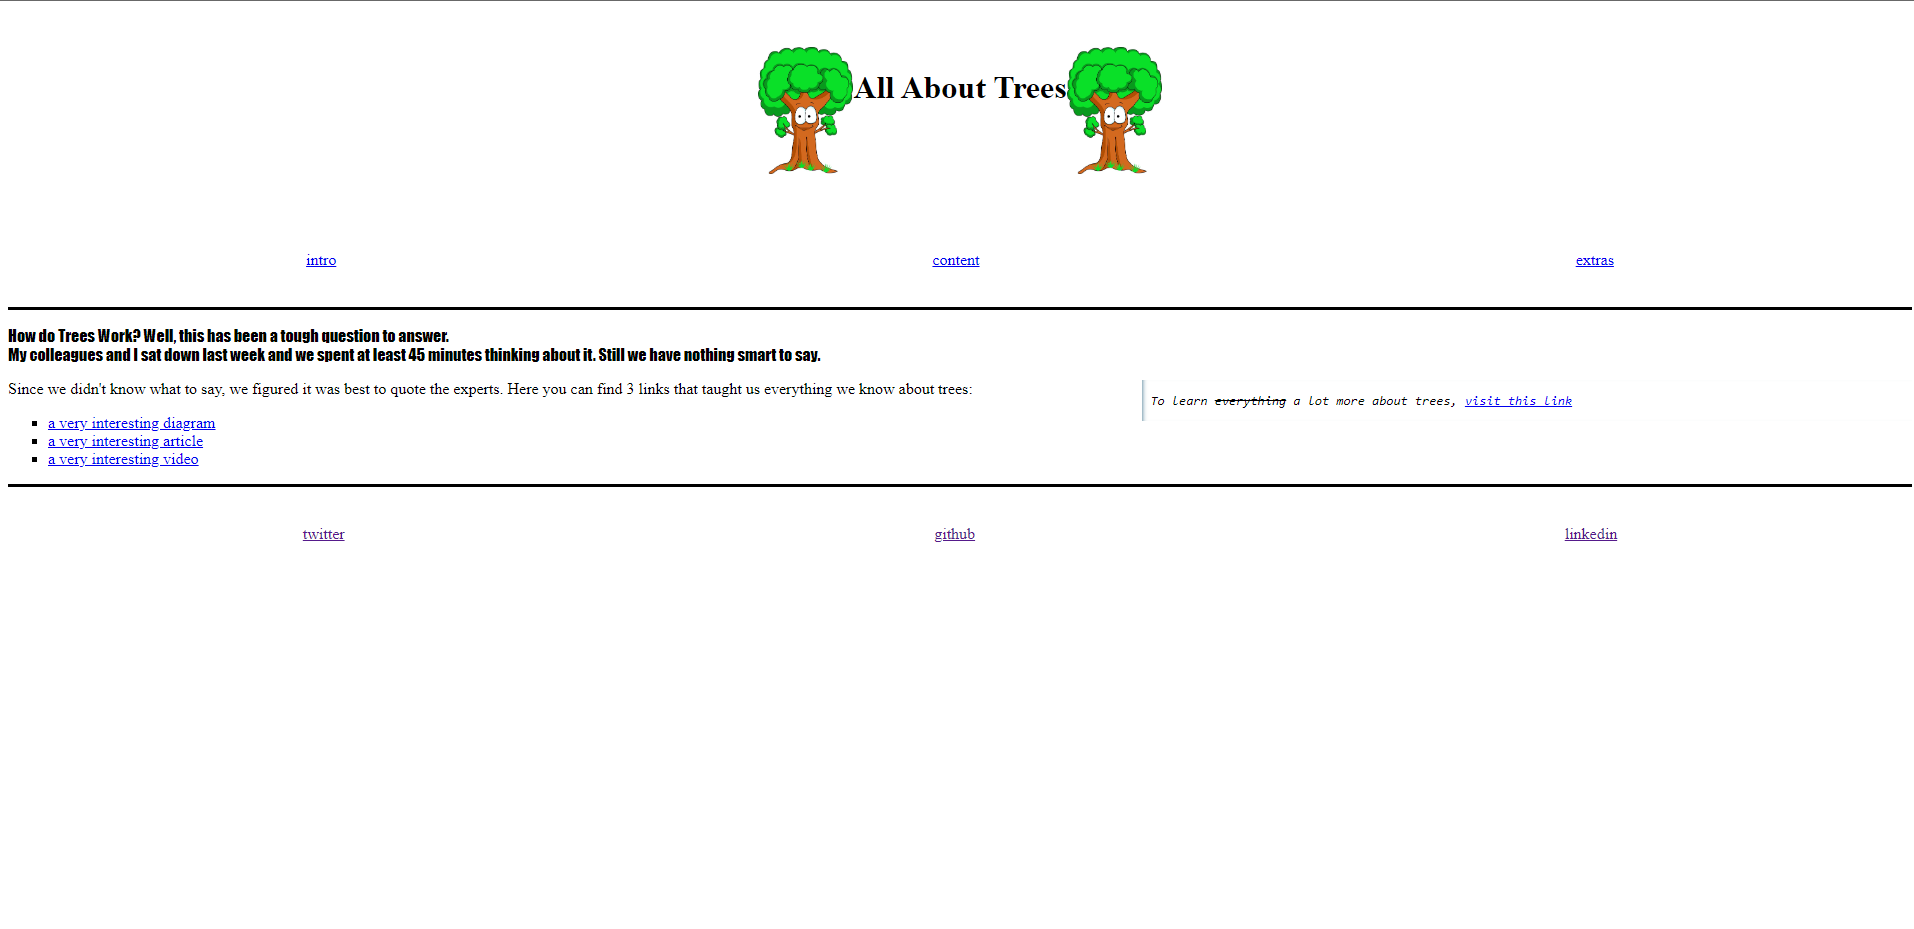 All About Trees
intro
content
extras
How do Trees Work? Well, this has been a tough question to answer.
My colleagues and I sat down last week and we spent at least 45 minutes thinking about it. Still we have nothing smart to say.
Since we didn't know what to say, we figured it was best to quote the experts. Here you can find 3 links that taught us everything we know about trees:
a very interesting diagram
a very interesting article
a very interesting video
To learn everything a lot more about trees, visit this link
twitter
github
linkedin